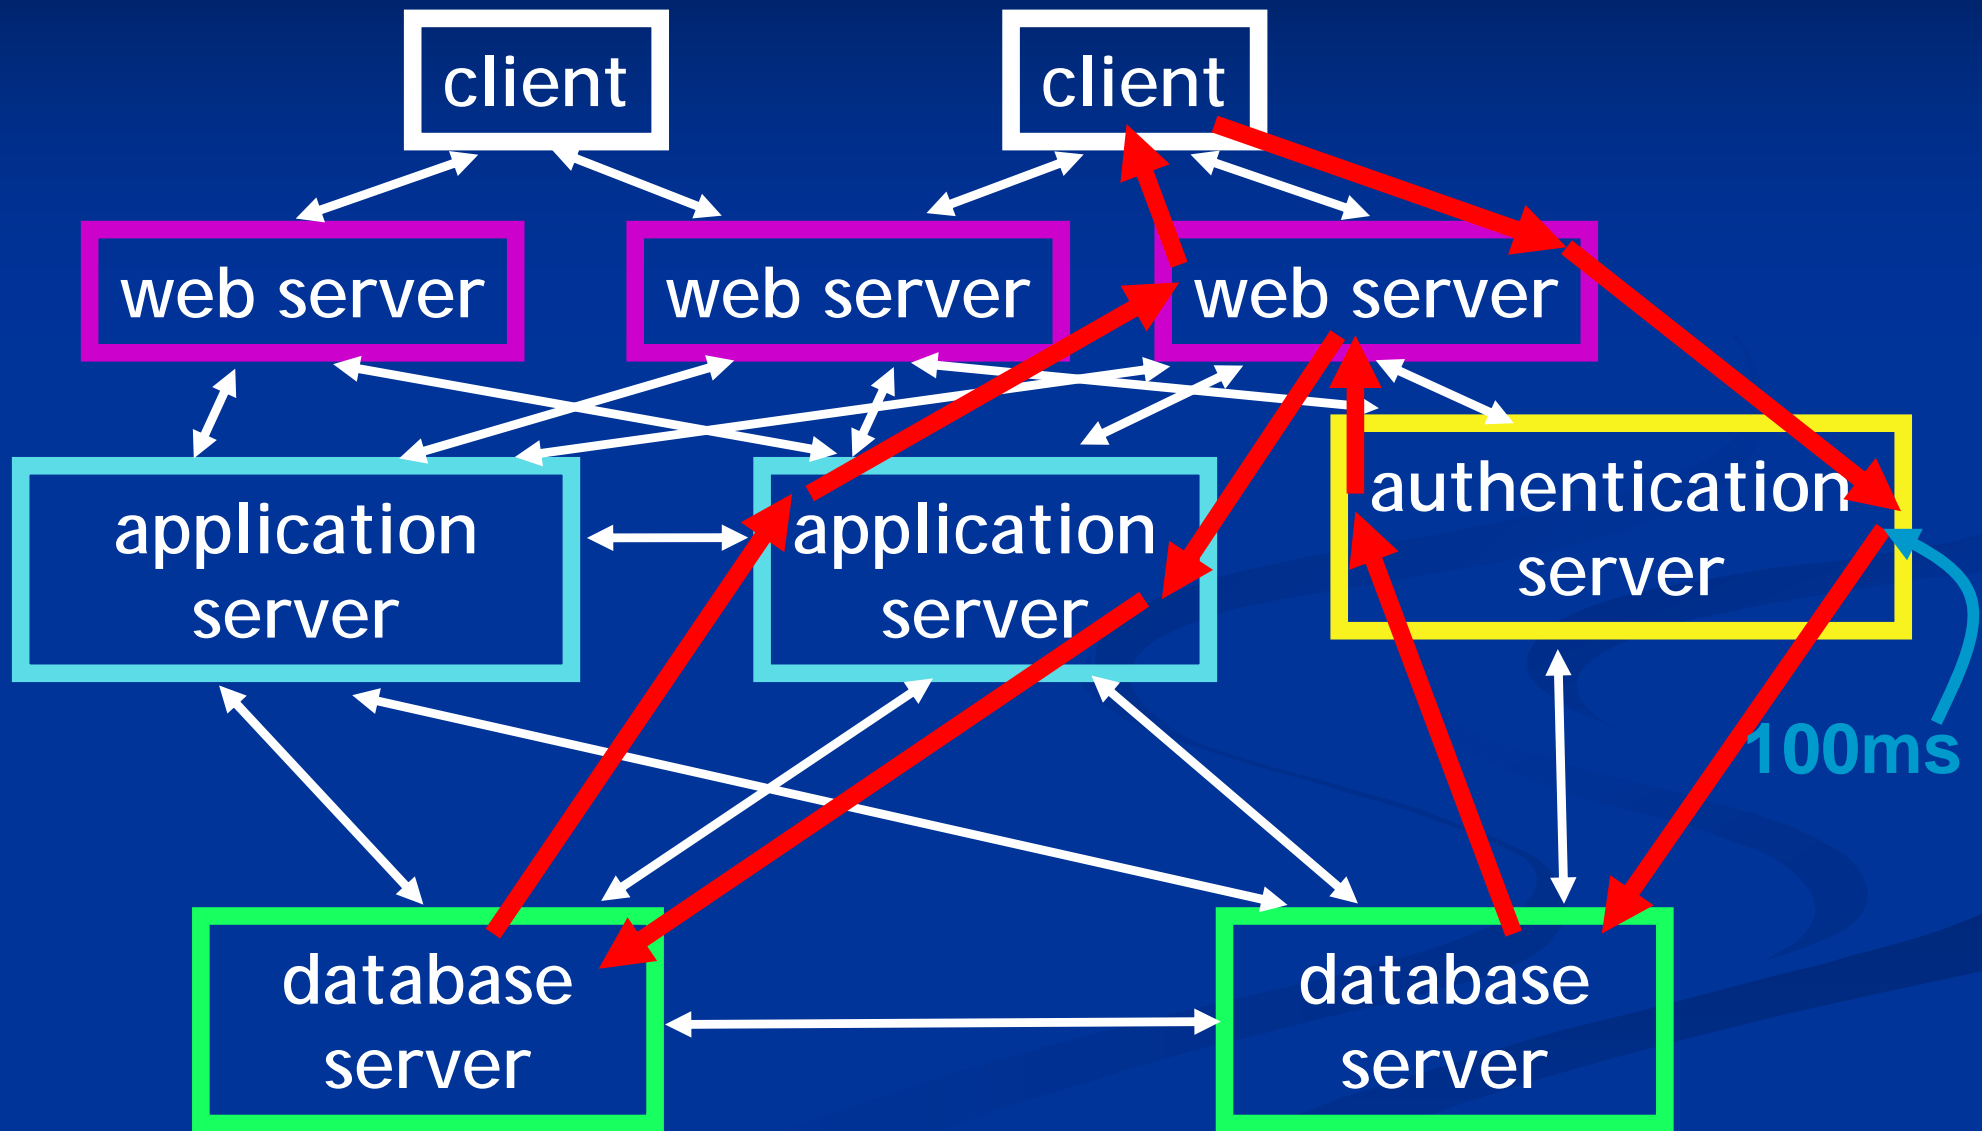 client
client
web server
web server
web server
application
server
application
server
authentication
server
100ms
database
server
database
server